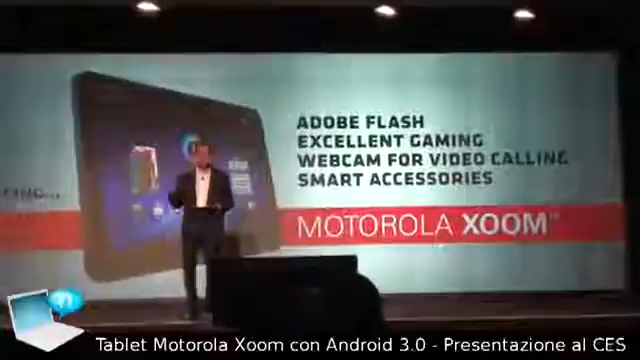 ADOBE FLASH
EXCELLENT GAMING
WEBCAM FOR VIDEO CALLING
SMART ACCESSORIES
MOTOROLA XOOM™
Tablet Motorola Xoom con Android 3.0 - Presentazione al CES